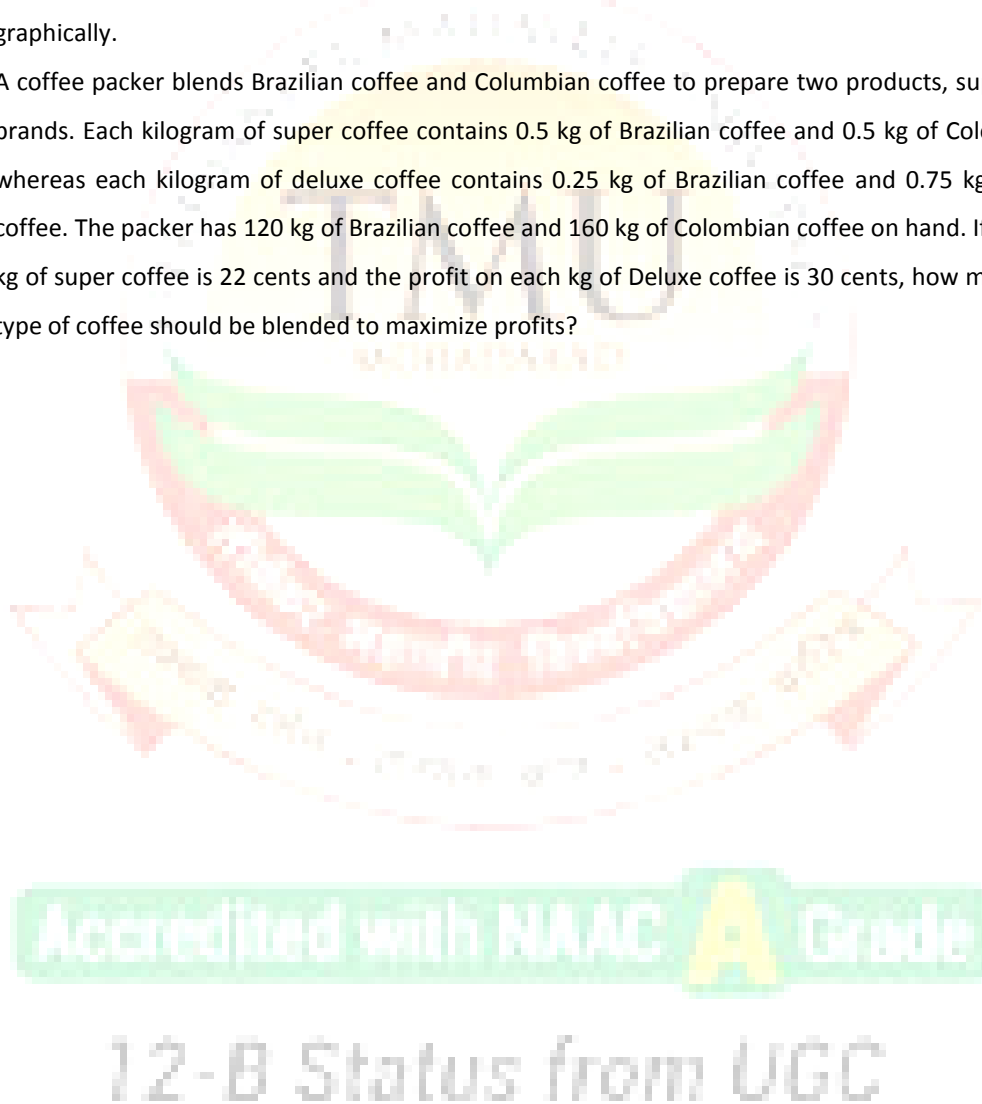 graphically.
A coffee packer blends Brazilian coffee and Columbian coffee to prepare two products, su
brands. Each kilogram of super coffee contains 0.5 kg of Brazilian coffee and 0.5 kg of Col
whereas each kilogram of deluxe coffee contains 0.25 kg of Brazilian coffee and 0.75 kg
coffee. The packer has 120 kg of Brazilian coffee and 160 kg of Colombian coffee on hand. If
kg of super coffee is 22 cents and the profit on each kg of Deluxe coffee is 30 cents, how m
type of coffee should be blended to maximize profits?
TMU
MORADABAD
Accredited with NAAC A Grade
12-B Status from UGC